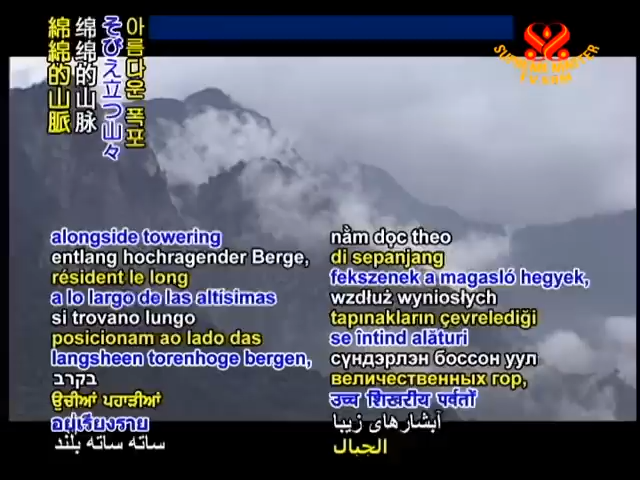 綿綿的山脈
绵绵的山脉
そびえ立つ山々
아름다운 폭포
SUPREME MASTER
alongside towering
entlang hochragender Berge,
résident le long
a lo largo de las altísimas
si trovano lungo
posicionam ao lado das
langsheen torenhoge bergen,
בקרב
ਉਚੀਆਂ ਪਹਾੜੀਆਂ
อยู่เรียงราย
ساته ساته بلند
nằm dọc theo
di sepanjang
fekszenek a magasló hegyek,
wzdłuż wyniosłych
tapınakların çevrelediği
se întind alături
сүндэрлэн боссон уул
величественных гор,
उच्च शिखरीय पर्वतों
آبشارهای زیبا
الجبال